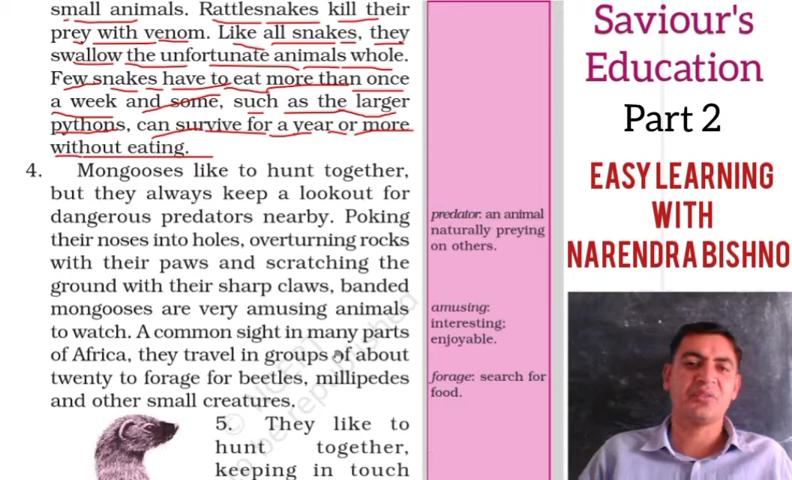 small animals. Rattlesnakes kill their
prey with venom. Like all snakes, they
swallow the unfortunate animals whole.
Few snakes have to eat more than once
a week and some, such as the larger
pythons, can survive for a year or more
without eating.
4. Mongooses like to hunt together,
but they always keep a lookout for
dangerous predators nearby. Poking
their noses into holes, overturning rocks
with their paws and scratching the
ground with their sharp claws, banded
mongooses are very amusing animals
to watch. A common sight in many parts
of Africa, they travel in groups of about
twenty to forage for beetles, millipedes
and other small creatures.
5. They like to
hunt together,
keeping in touch
predator: an animal
naturally preying
on others.
amusing:
interesting;
enjoyable.
forage: search for
food.
Saviour's
Education
Part 2
EASY LEARNING
WITH
NARENDRA BISHNO
© NCERT
to be republished